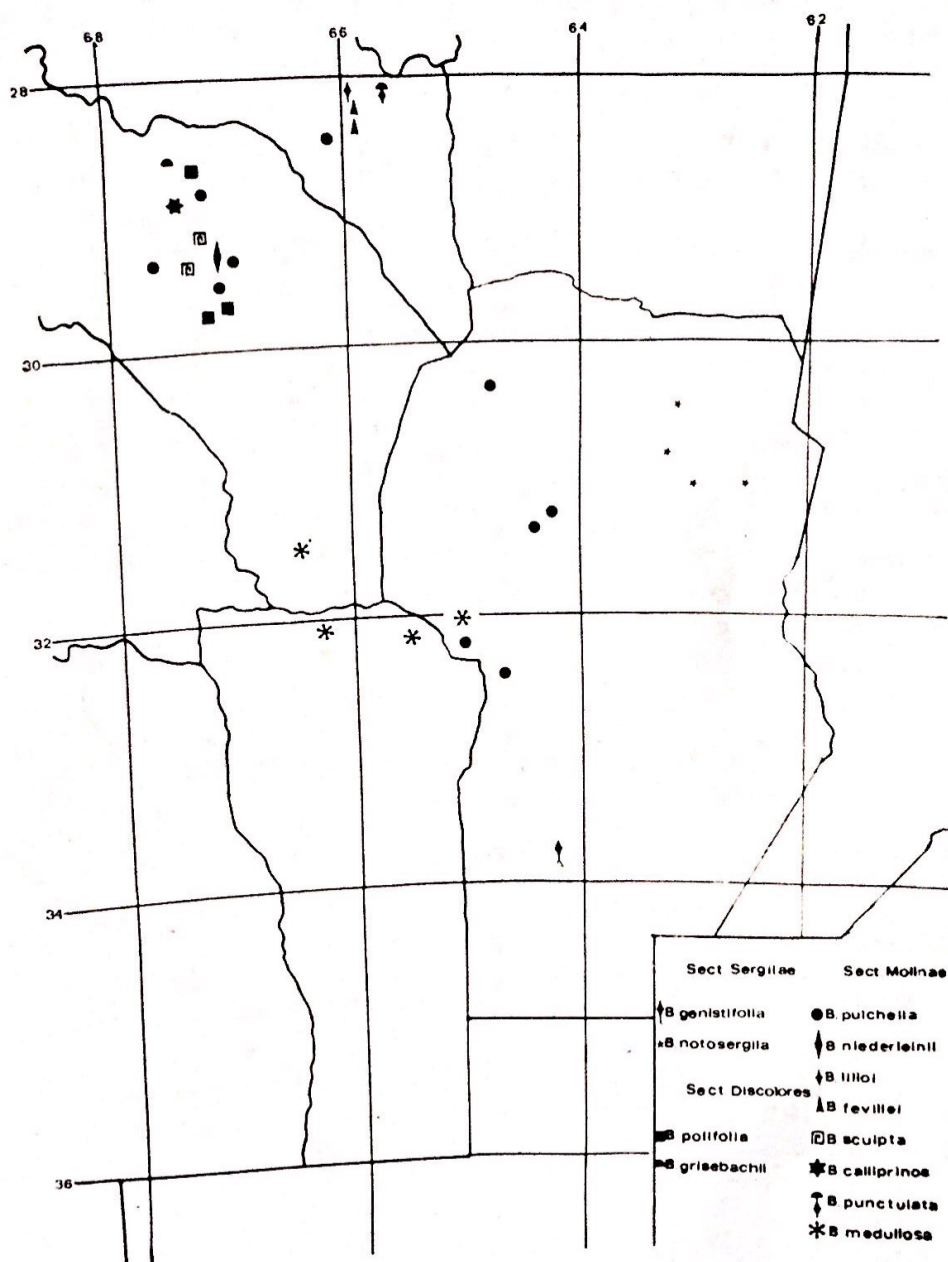 68 66 64 62
28
30
32
34
36
Sect Sergilae
B genistifolia
B notosergila
Sect Discolores
B polifolia
B grisebachii
Sect Molinae
B. pulchella
B niederleinii
B lilloi
B fevillei
B sculpta
B calliprinos
B punctulata
B medullosa